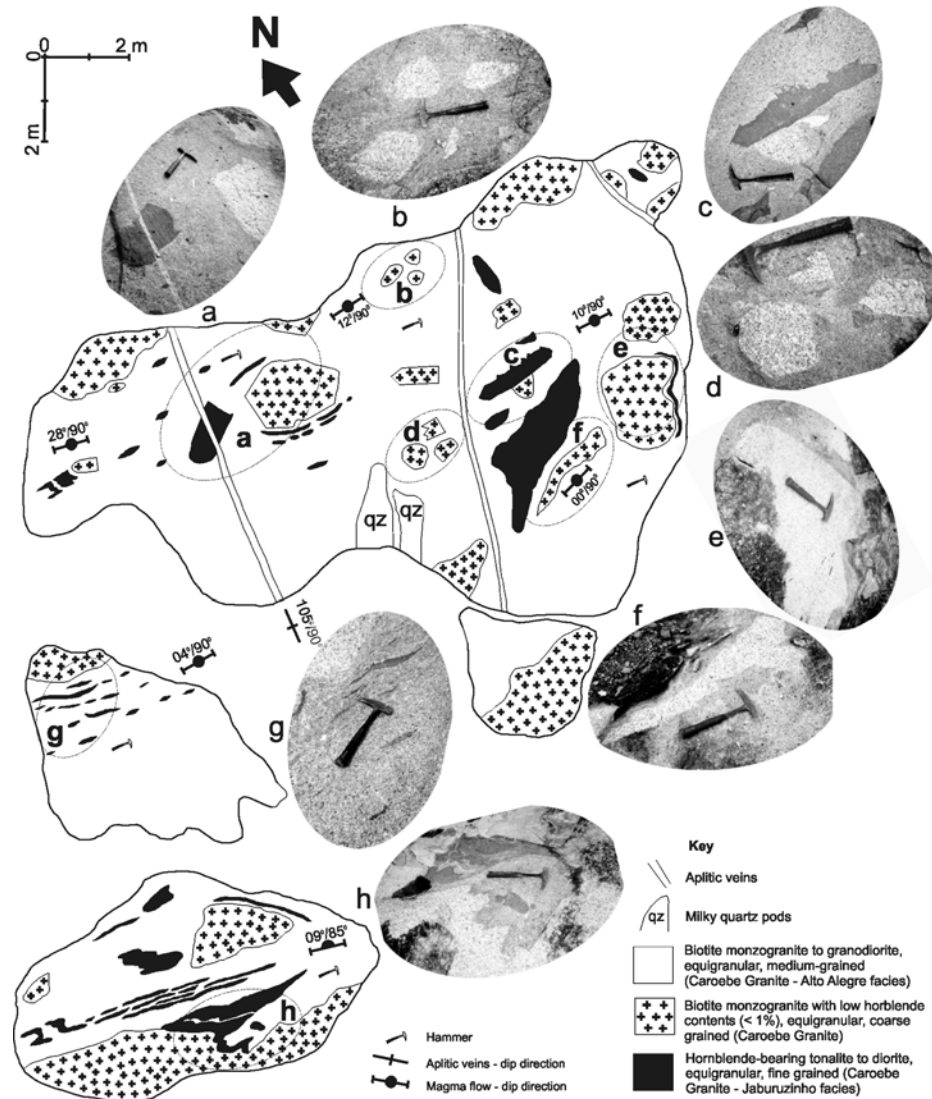 0
2 m
2 m
N
a
b
c
d
e
f
g
h
b
12°/90°
10°/90°
c
e
a
d
f
28°/90°
00°/90°
qz
qz
105°/90°
04°/90°
g
09°/85°
h
Key
Aplitic veins
qz
Milky quartz pods
Biotite monzogranite to granodiorite,
equigranular, medium-grained
(Caroebe Granite - Alto Alegre facies)
Biotite monzogranite with low horblende
contents (< 1%), equigranular, coarse
grained (Caroebe Granite)
Hornblende-bearing tonalite to diorite,
equigranular, fine grained (Caroebe
Granite - Jaburuzinho facies)
Hammer
Aplitic veins - dip direction
Magma flow - dip direction